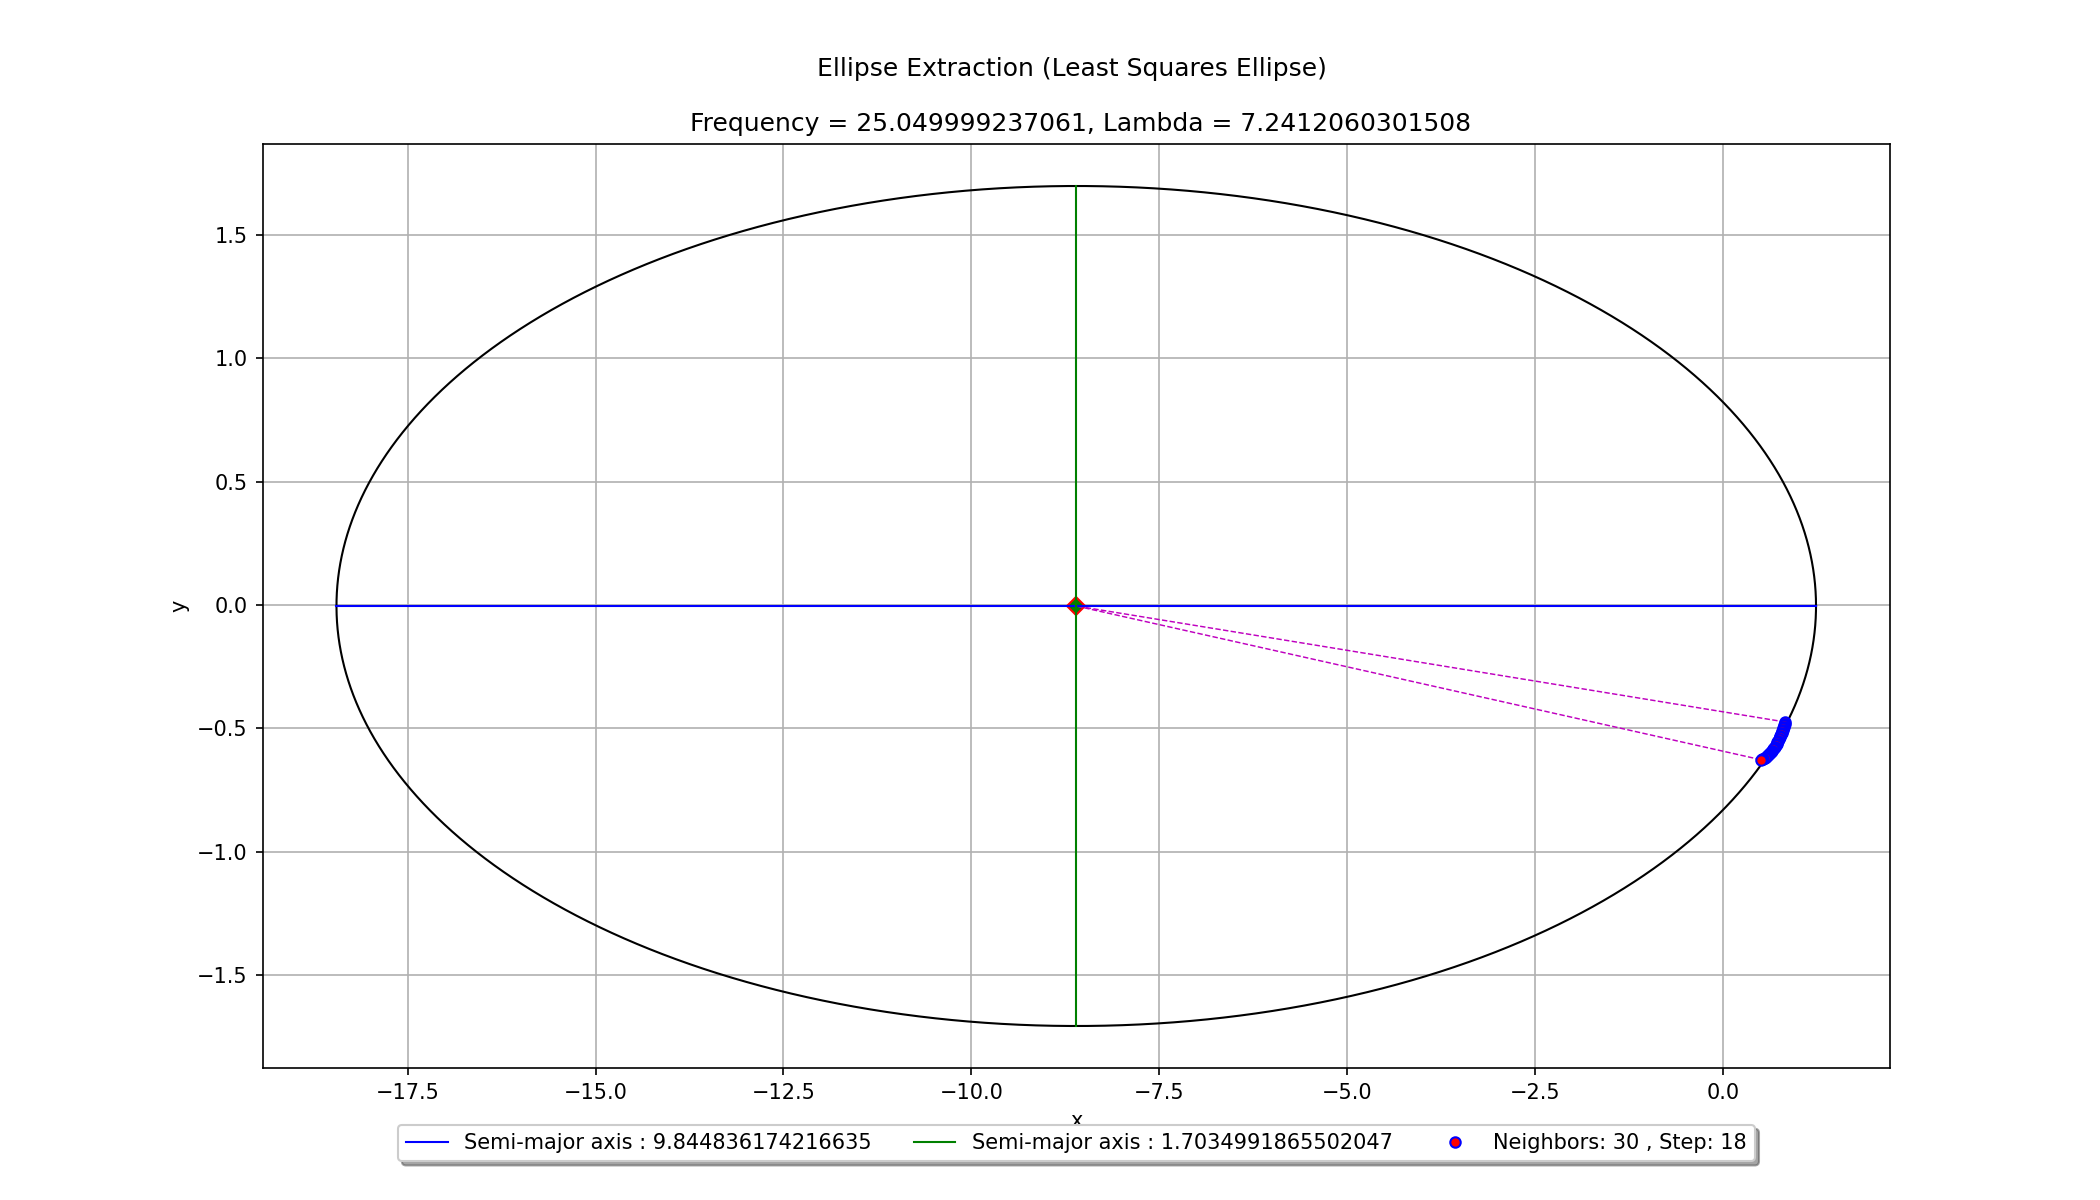 Ellipse Extraction (Least Squares Ellipse)
Frequency = 25.049999237061, Lambda = 7.2412060301508
y
1.5
1.0
0.5
0.0
−0.5
−1.0
−1.5
−17.5 −15.0 −12.5 −10.0 −7.5 −5.0 −2.5 0.0
x
Semi-major axis : 9.844836174216635 Semi-major axis : 1.7034991865502047 Neighbors: 30 , Step: 18